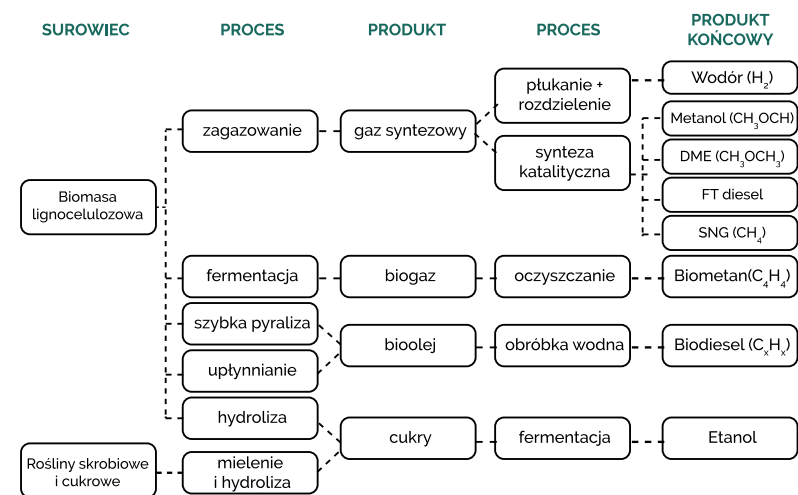 SUROWIEC
PROCES
PRODUKT
PROCES
PRODUKT
KOŃCOWY
Biomasa
lignocelulozowa
Rośliny skrobiowe
i cukrowe
zagazowanie
fermentacja
szybka pyraliza
upłynnianie
hydroliza
mielenie
i hydroliza
gaz syntezowy
biogaz
bioolej
cukry
płukanie +
rozdzielenie
synteza
katalityczna
oczyszczanie
obróbka wodna
fermentacja
Wodór (H₂)
Metanol (CH₃OCH)
DME (CH₃OCH₃)
FT diesel
SNG (CH₄)
Biometan(C₄H₄)
Biodiesel (CₓHₓ)
Etanol